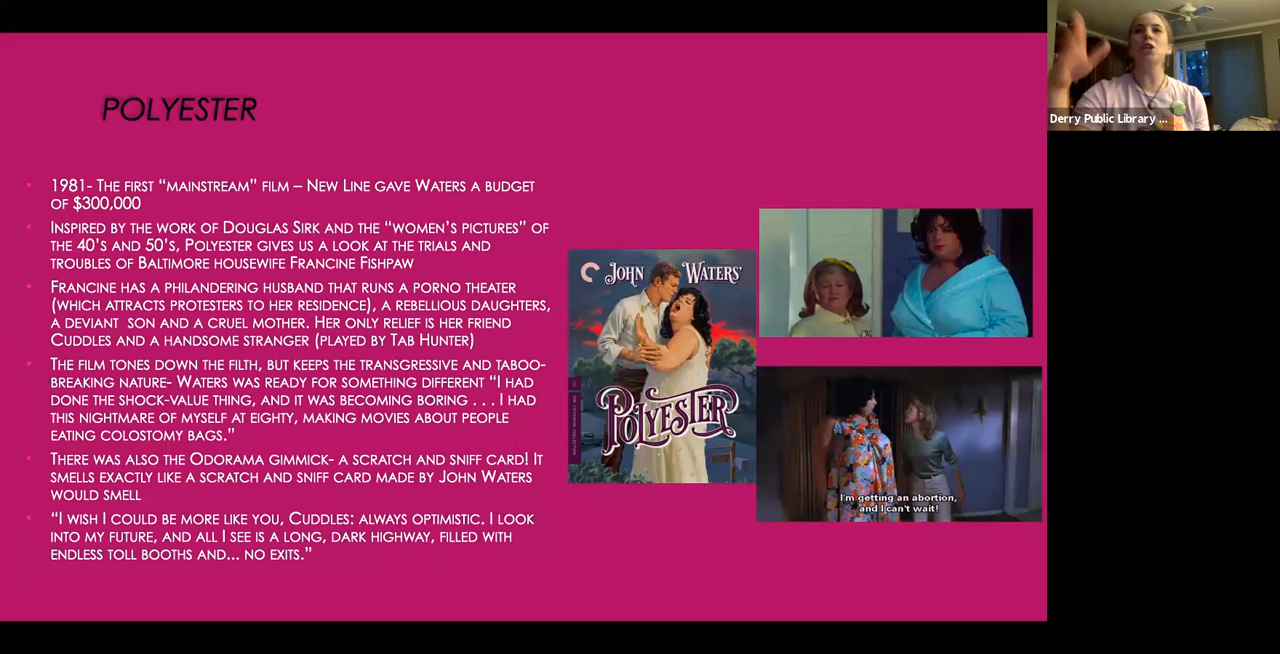 POLYESTER
1981- The first “mainstream” film – New Line gave Waters a budget
of $300,000
Inspired by the work of Douglas Sirk and the “women’s pictures” of
the 40’s and 50’s, Polyester gives us a look at the trials and
troubles of Baltimore housewife Francine Fishpaw
Francine has a philandering husband that runs a porno theater
(which attracts protesters to her residence), a rebellious daughters,
a deviant son and a cruel mother. Her only relief is her friend
Cuddles and a handsome stranger (played by Tab Hunter)
The film tones down the filth, but keeps the transgressive and taboo-
breaking nature- Waters was ready for something different “I had
done the shock-value thing, and it was becoming boring . . . I had
this nightmare of myself at eighty, making movies about people
eating colostomy bags.”
There was also the Odorama gimmick- a scratch and sniff card! It
smells exactly like a scratch and sniff card made by John Waters
would smell
“I wish I could be more like you, Cuddles: always optimistic. I look
into my future, and all I see is a long, dark highway, filled with
endless toll booths and... no exits.”
JOHN WATERS’
POLYESTER
I'm getting an abortion,
and I can't wait!
Derry Public Library ...